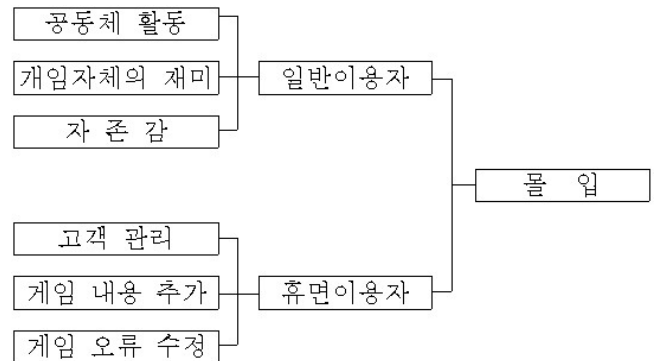 공동체 활동
개임자체의 재미
일반이용자
자 존 감
몰 입
고객 관리
게임 내용 추가
휴면이용자
게임 오류 수정